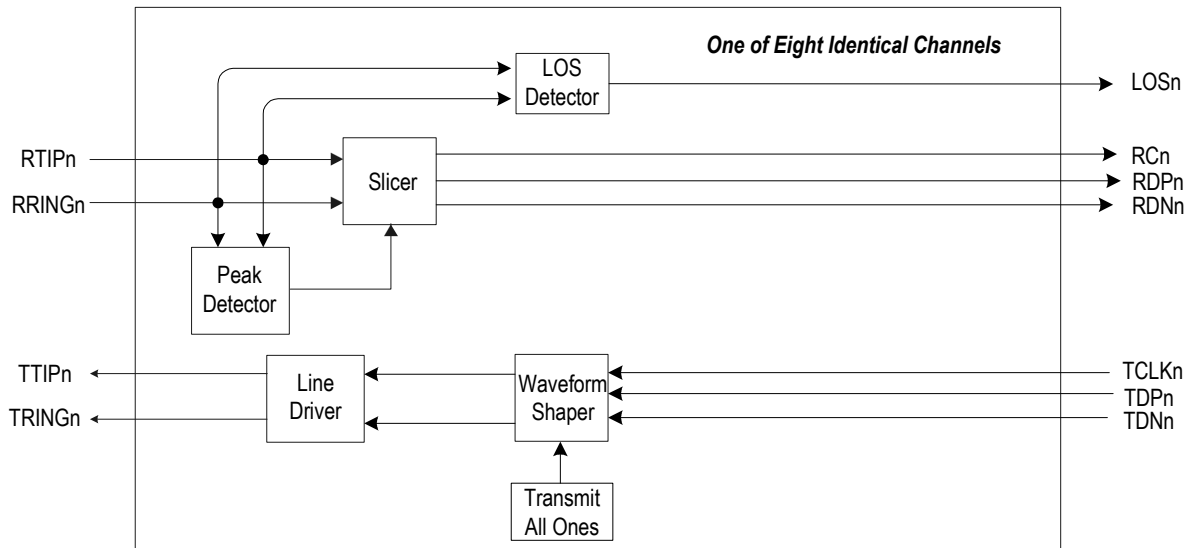 One of Eight Identical Channels
LOS
Detector
LOSn
RTIPn
RRINGn
Slicer
RCn
RDPn
RDNn
Peak
Detector
TTIPn
TRINGn
Line
Driver
Waveform
Shaper
TCLKn
TDPn
TDNn
Transmit
All Ones